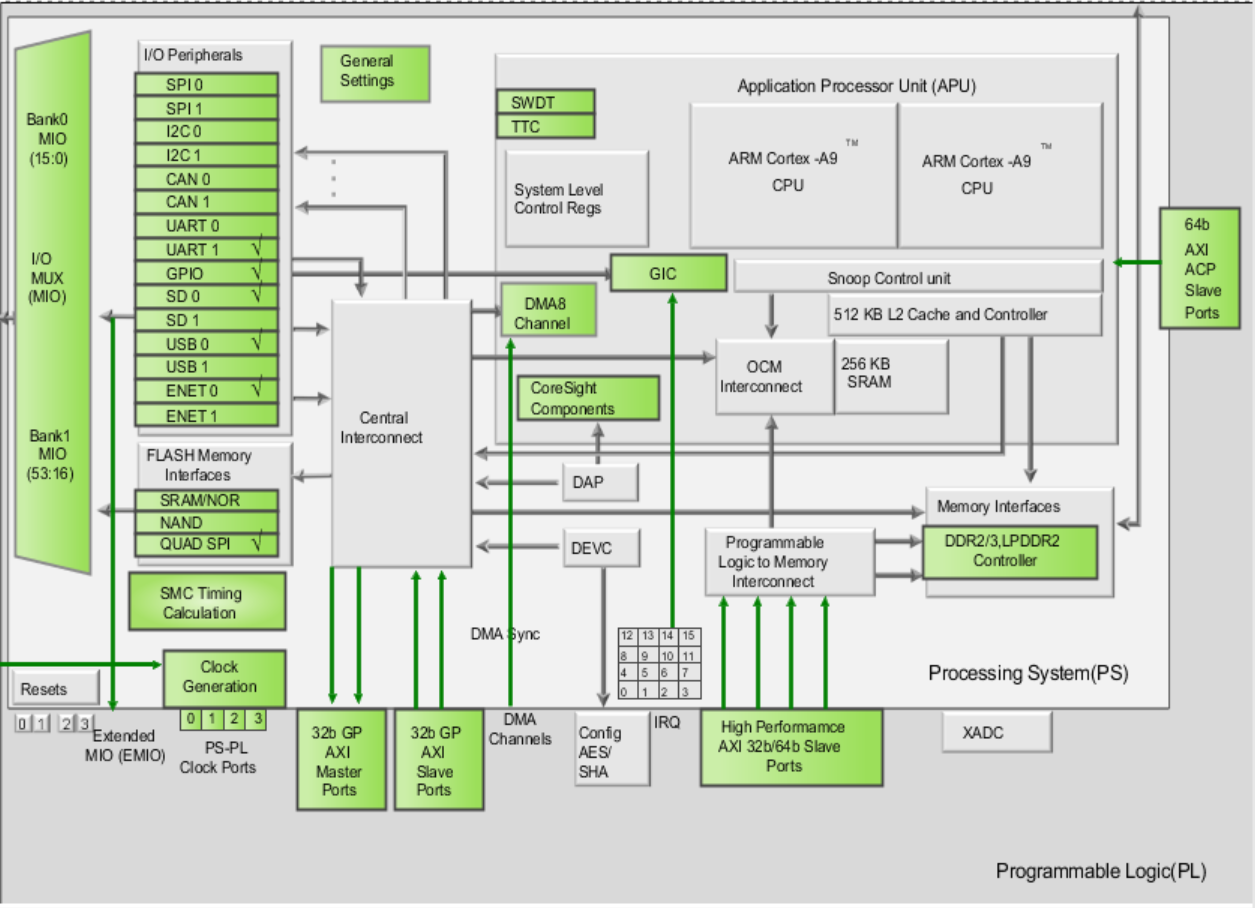 I/O Peripherals
SPI 0
SPI 1
I2C 0
I2C 1
CAN 0
CAN 1
UART 0
UART 1 √
GPIO √
SD 0 √
SD 1
USB 0 √
USB 1
ENET 0 √
ENET 1
Bank0
MIO
(15:0)
I/O
MUX
(MIO)
Bank1
MIO
(53:16)
FLASH Memory
Interfaces
SRAM/NOR
NAND
QUAD SPI √
SMC Timing
Calculation
General
Settings
Application Processor Unit (APU)
SWDT
TTC
System Level
Control Regs
ARM Cortex -A9 TM
CPU
ARM Cortex -A9 TM
CPU
GIC
Snoop Control unit
512 KB L2 Cache and Controller
DMA8
Channel
OCM
Interconnect
256 KB
SRAM
CoreSight
Components
Central
Interconnect
DAP
DEVC
Programmable
Logic to Memory
Interconnect
Memory Interfaces
DDR2/3,LPDDR2
Controller
64b
AXI
ACP
Slave
Ports
DMA Sync
12 13 14 15
8 9 10 11
4 5 6 7
0 1 2 3
Processing System(PS)
Resets
0 1 2 3
Clock
Generation
0 1 2 3
Extended
MIO (EMIO)
PS-PL
Clock Ports
32b GP
AXI
Master
Ports
32b GP
AXI
Slave
Ports
DMA
Channels
Config
AES/
SHA
IRQ
High Performamce
AXI 32b/64b Slave
Ports
XADC
Programmable Logic(PL)